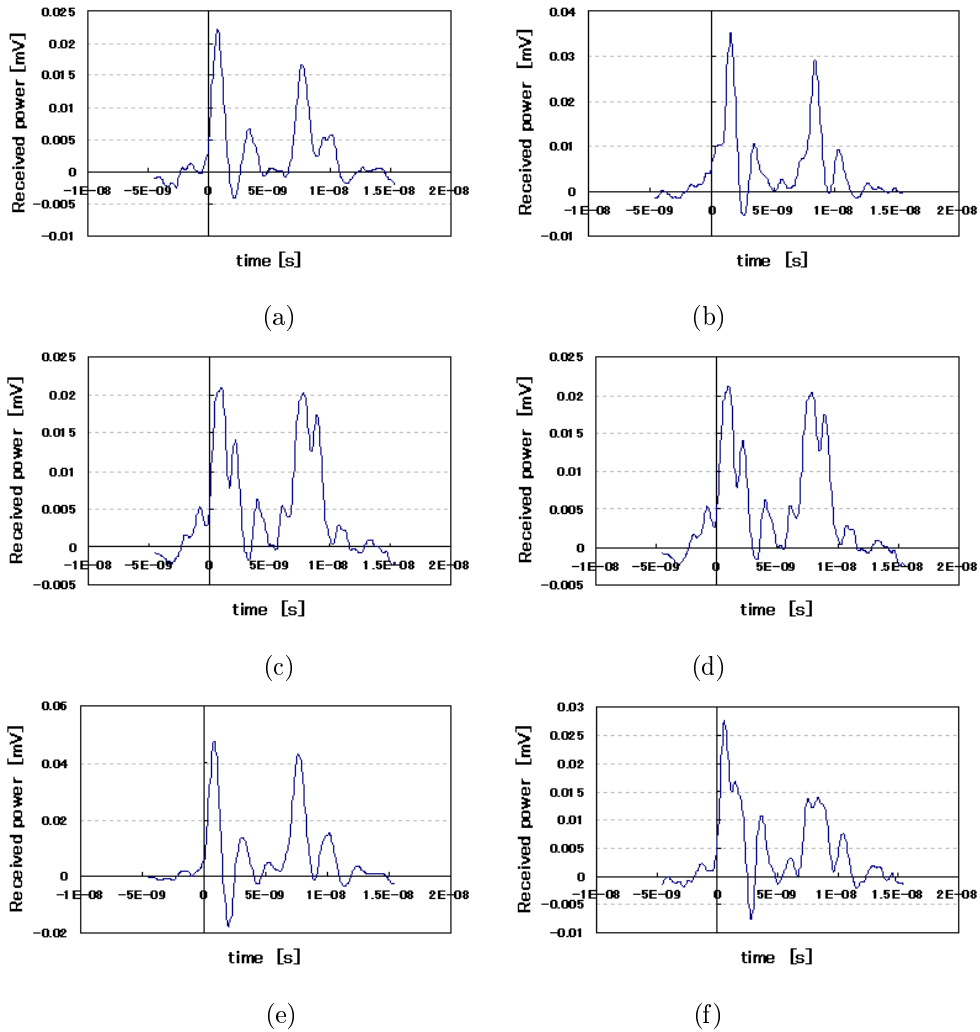 0.025
0.02
0.015
0.01
0.005
0
-0.005
-0.01
-1E-08 -5E-09 0 5E-09 1E-08 1.5E-08 2E-08
Received power [mV]
time [s]
(a)
0.04
0.03
0.02
0.01
0
-0.01
-1E-08 -5E-09 0 5E-09 1E-08 1.5E-08 2E-08
Received power [mV]
time [s]
(b)
0.025
0.02
0.015
0.01
0.005
0
-0.005
-1E-08 -5E-09 0 5E-09 1E-08 1.5E-08 2E-08
Received power [mV]
time [s]
(c)
0.025
0.02
0.015
0.01
0.005
0
-0.005
-1E-08 -5E-09 0 5E-09 1E-08 1.5E-08 2E-08
Received power [mV]
time [s]
(d)
0.06
0.04
0.02
0
-0.02
-1E-08 -5E-09 0 5E-09 1E-08 1.5E-08 2E-08
Received power [mV]
time [s]
(e)
0.03
0.025
0.02
0.015
0.01
0.005
0
-0.005
-0.01
-1E-08 -5E-09 0 5E-09 1E-08 1.5E-08 2E-08
Received power [mV]
time [s]
(f)